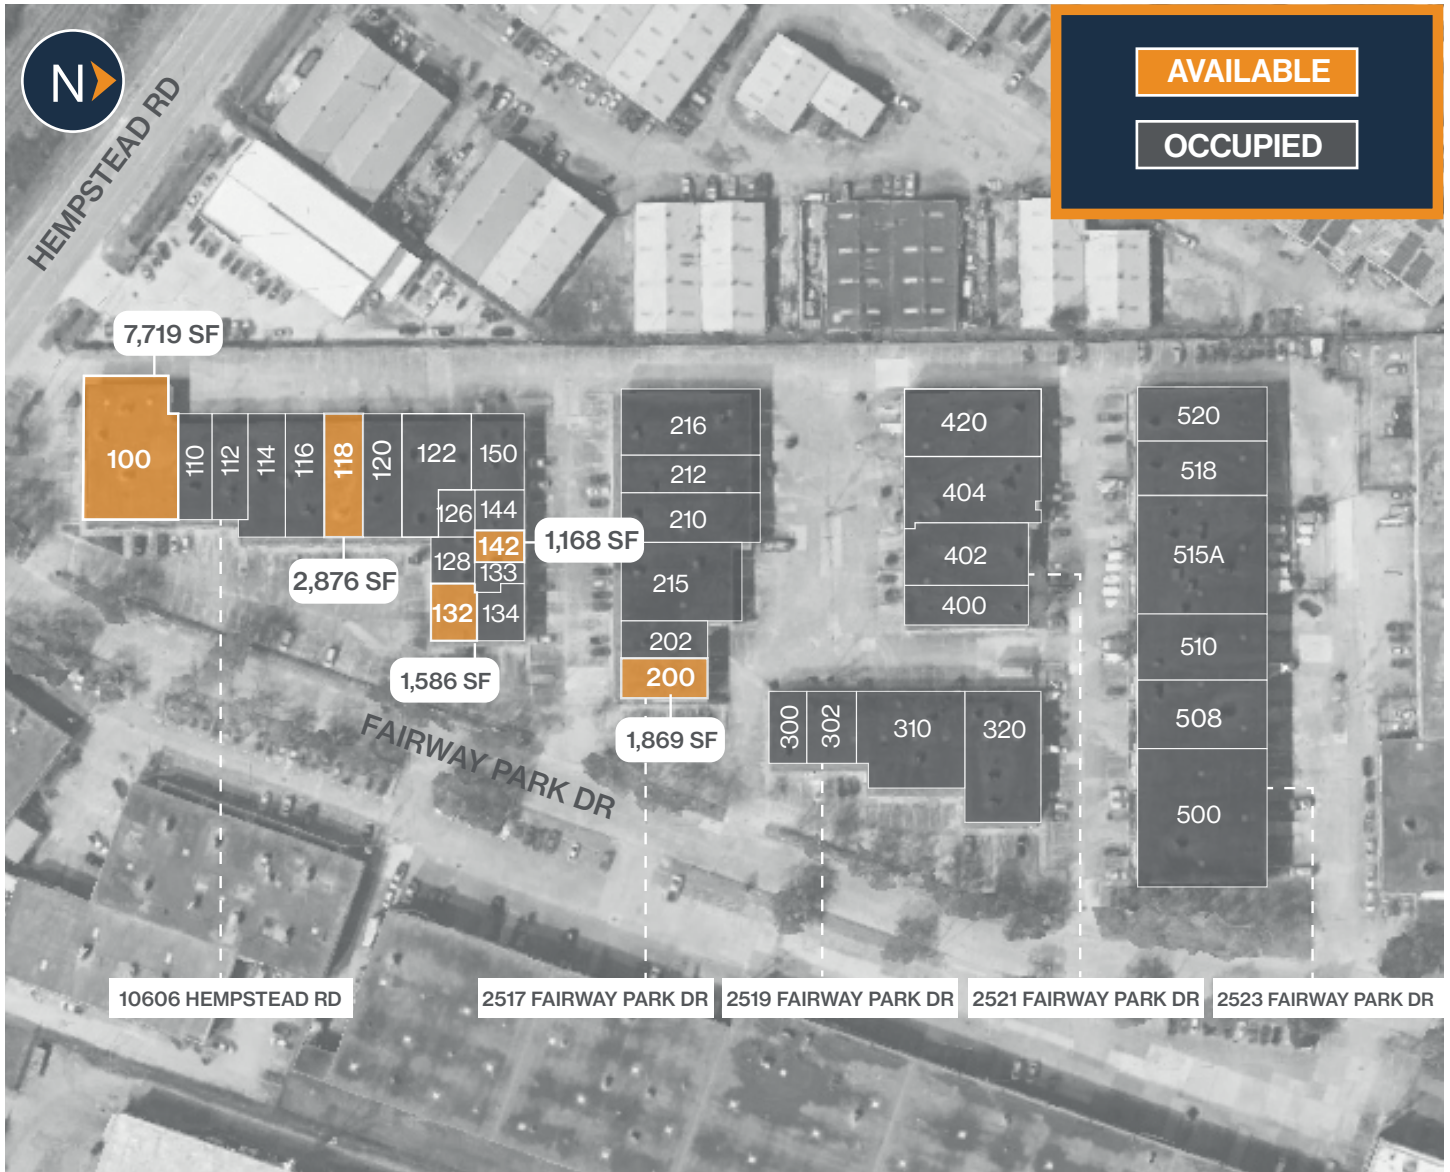 N
AVAILABLE
OCCUPIED
HEMPSTEAD RD
7,719 SF
100
110
112
114
116
118
120
122
150
126
144
142
1,168 SF
128
133
132
134
2,876 SF
1,586 SF
216
212
210
215
202
200
1,869 SF
420
404
402
400
300
302
310
320
520
518
515A
510
508
500
FAIRWAY PARK DR
10606 HEMPSTEAD RD
2517 FAIRWAY PARK DR
2519 FAIRWAY PARK DR
2521 FAIRWAY PARK DR
2523 FAIRWAY PARK DR